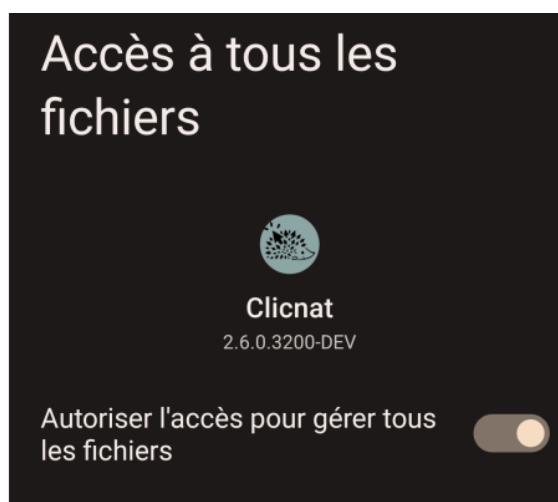 Accès à tous les
fichiers
Clicnat
2.6.0.3200-DEV
Autoriser l'accès pour gérer tous
les fichiers